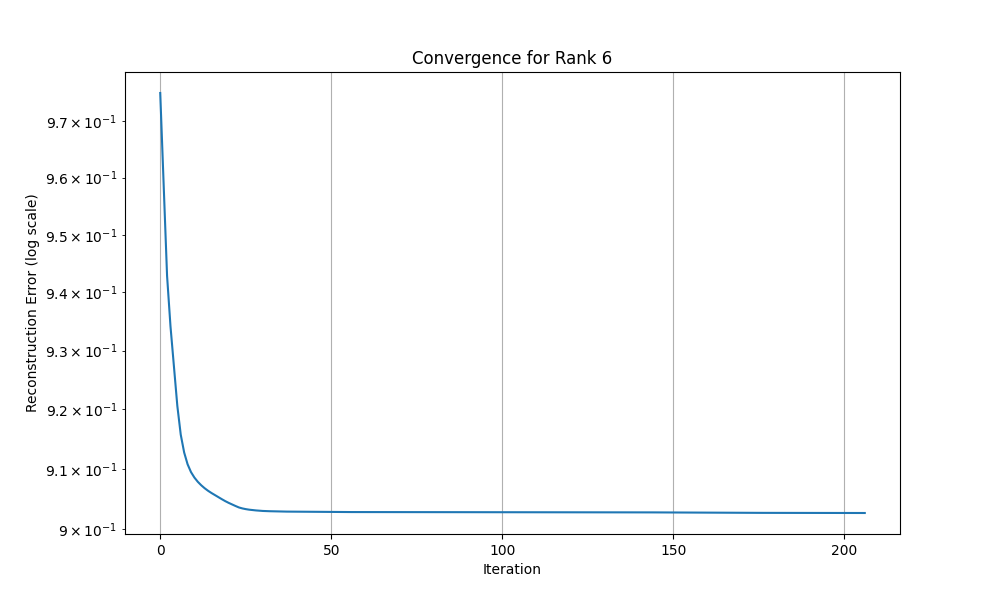 Convergence for Rank 6
Reconstruction Error (log scale)
9.7 × 10⁻¹
9.6 × 10⁻¹
9.5 × 10⁻¹
9.4 × 10⁻¹
9.3 × 10⁻¹
9.2 × 10⁻¹
9.1 × 10⁻¹
9 × 10⁻¹
0 50 100 150 200
Iteration